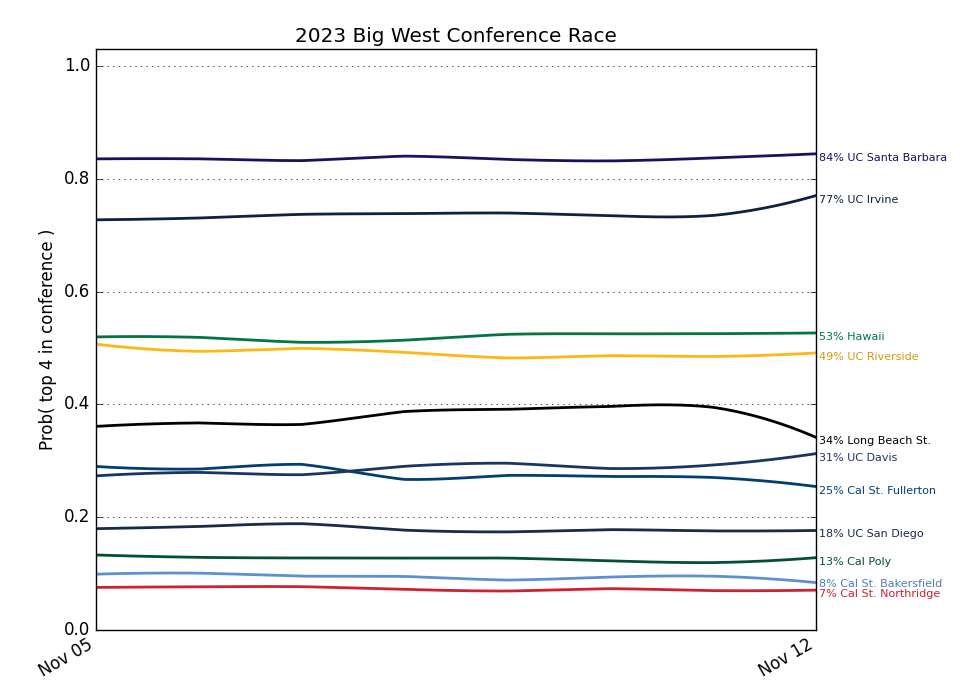 2023 Big West Conference Race
Prob( top 4 in conference )
1.0
0.8
0.6
0.4
0.2
0.0
84% UC Santa Barbara
77% UC Irvine
53% Hawaii
49% UC Riverside
34% Long Beach St.
31% UC Davis
25% Cal St. Fullerton
18% UC San Diego
13% Cal Poly
8% Cal St. Bakersfield
7% Cal St. Northridge
Nov 05
Nov 12